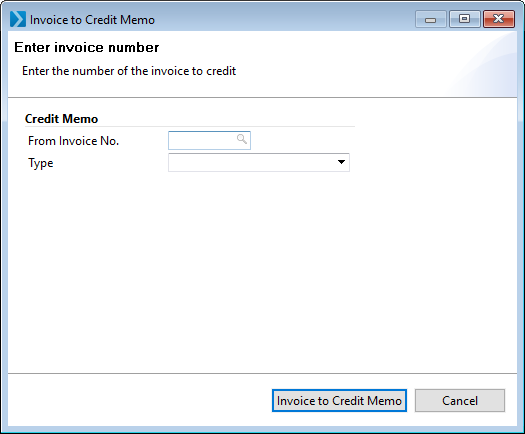 Invoice to Credit Memo
Enter invoice number
Enter the number of the invoice to credit
Credit Memo
From Invoice No.
Type
Invoice to Credit Memo
Cancel